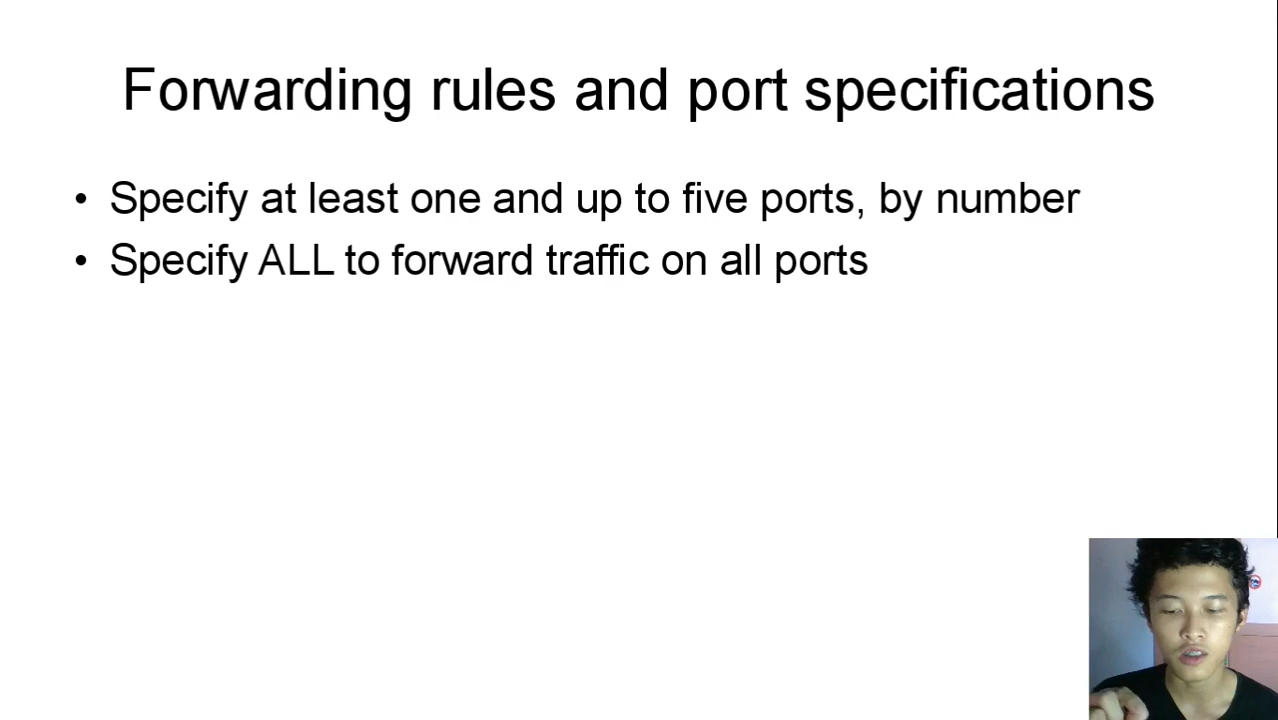 Forwarding rules and port specifications
• Specify at least one and up to five ports, by number
• Specify ALL to forward traffic on all ports